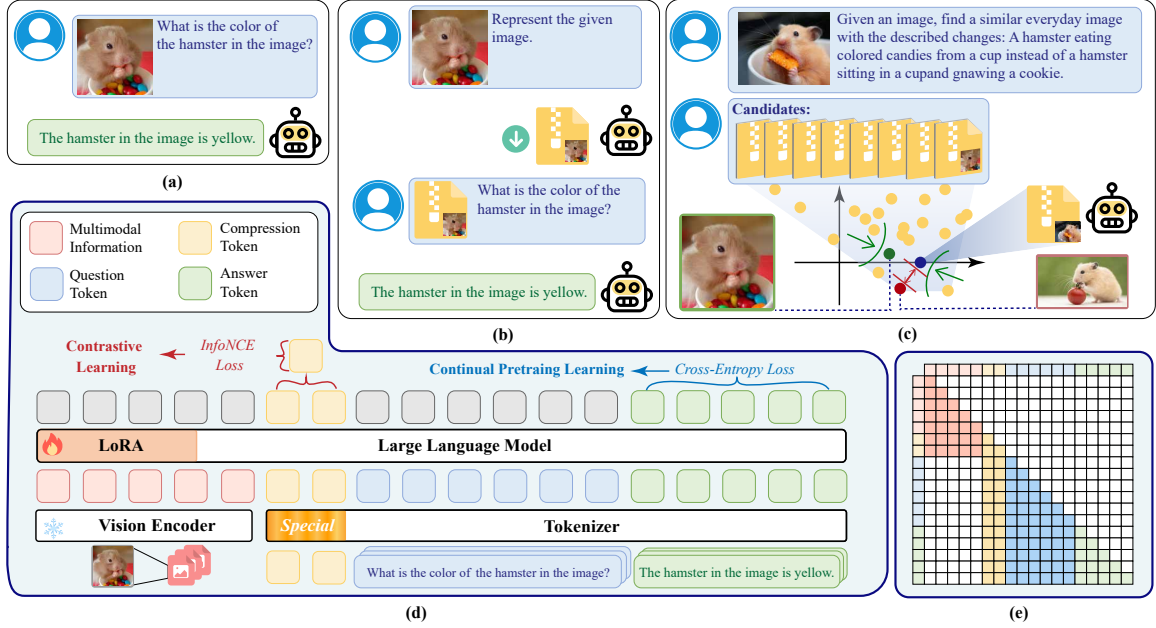 What is the color of
the hamster in the image?
The hamster in the image is yellow.
(a)
Represent the given
image.
What is the color of the
hamster in the image?
The hamster in the image is yellow.
(b)
Given an image, find a similar everyday image
with the described changes: A hamster eating
colored candies from a cup instead of a hamster
sitting in a cupand gnawing a cookie.
Candidates:
(c)
Multimodal
Information
Compression
Token
Question
Token
Answer
Token
Contrastive
Learning
InfoNCE
Loss
Continual Pretraing Learning
Cross-Entropy Loss
LoRA
Large Language Model
Vision Encoder
Special
Tokenizer
What is the color of the hamster in the image?
The hamster in the image is yellow.
(d)
(e)